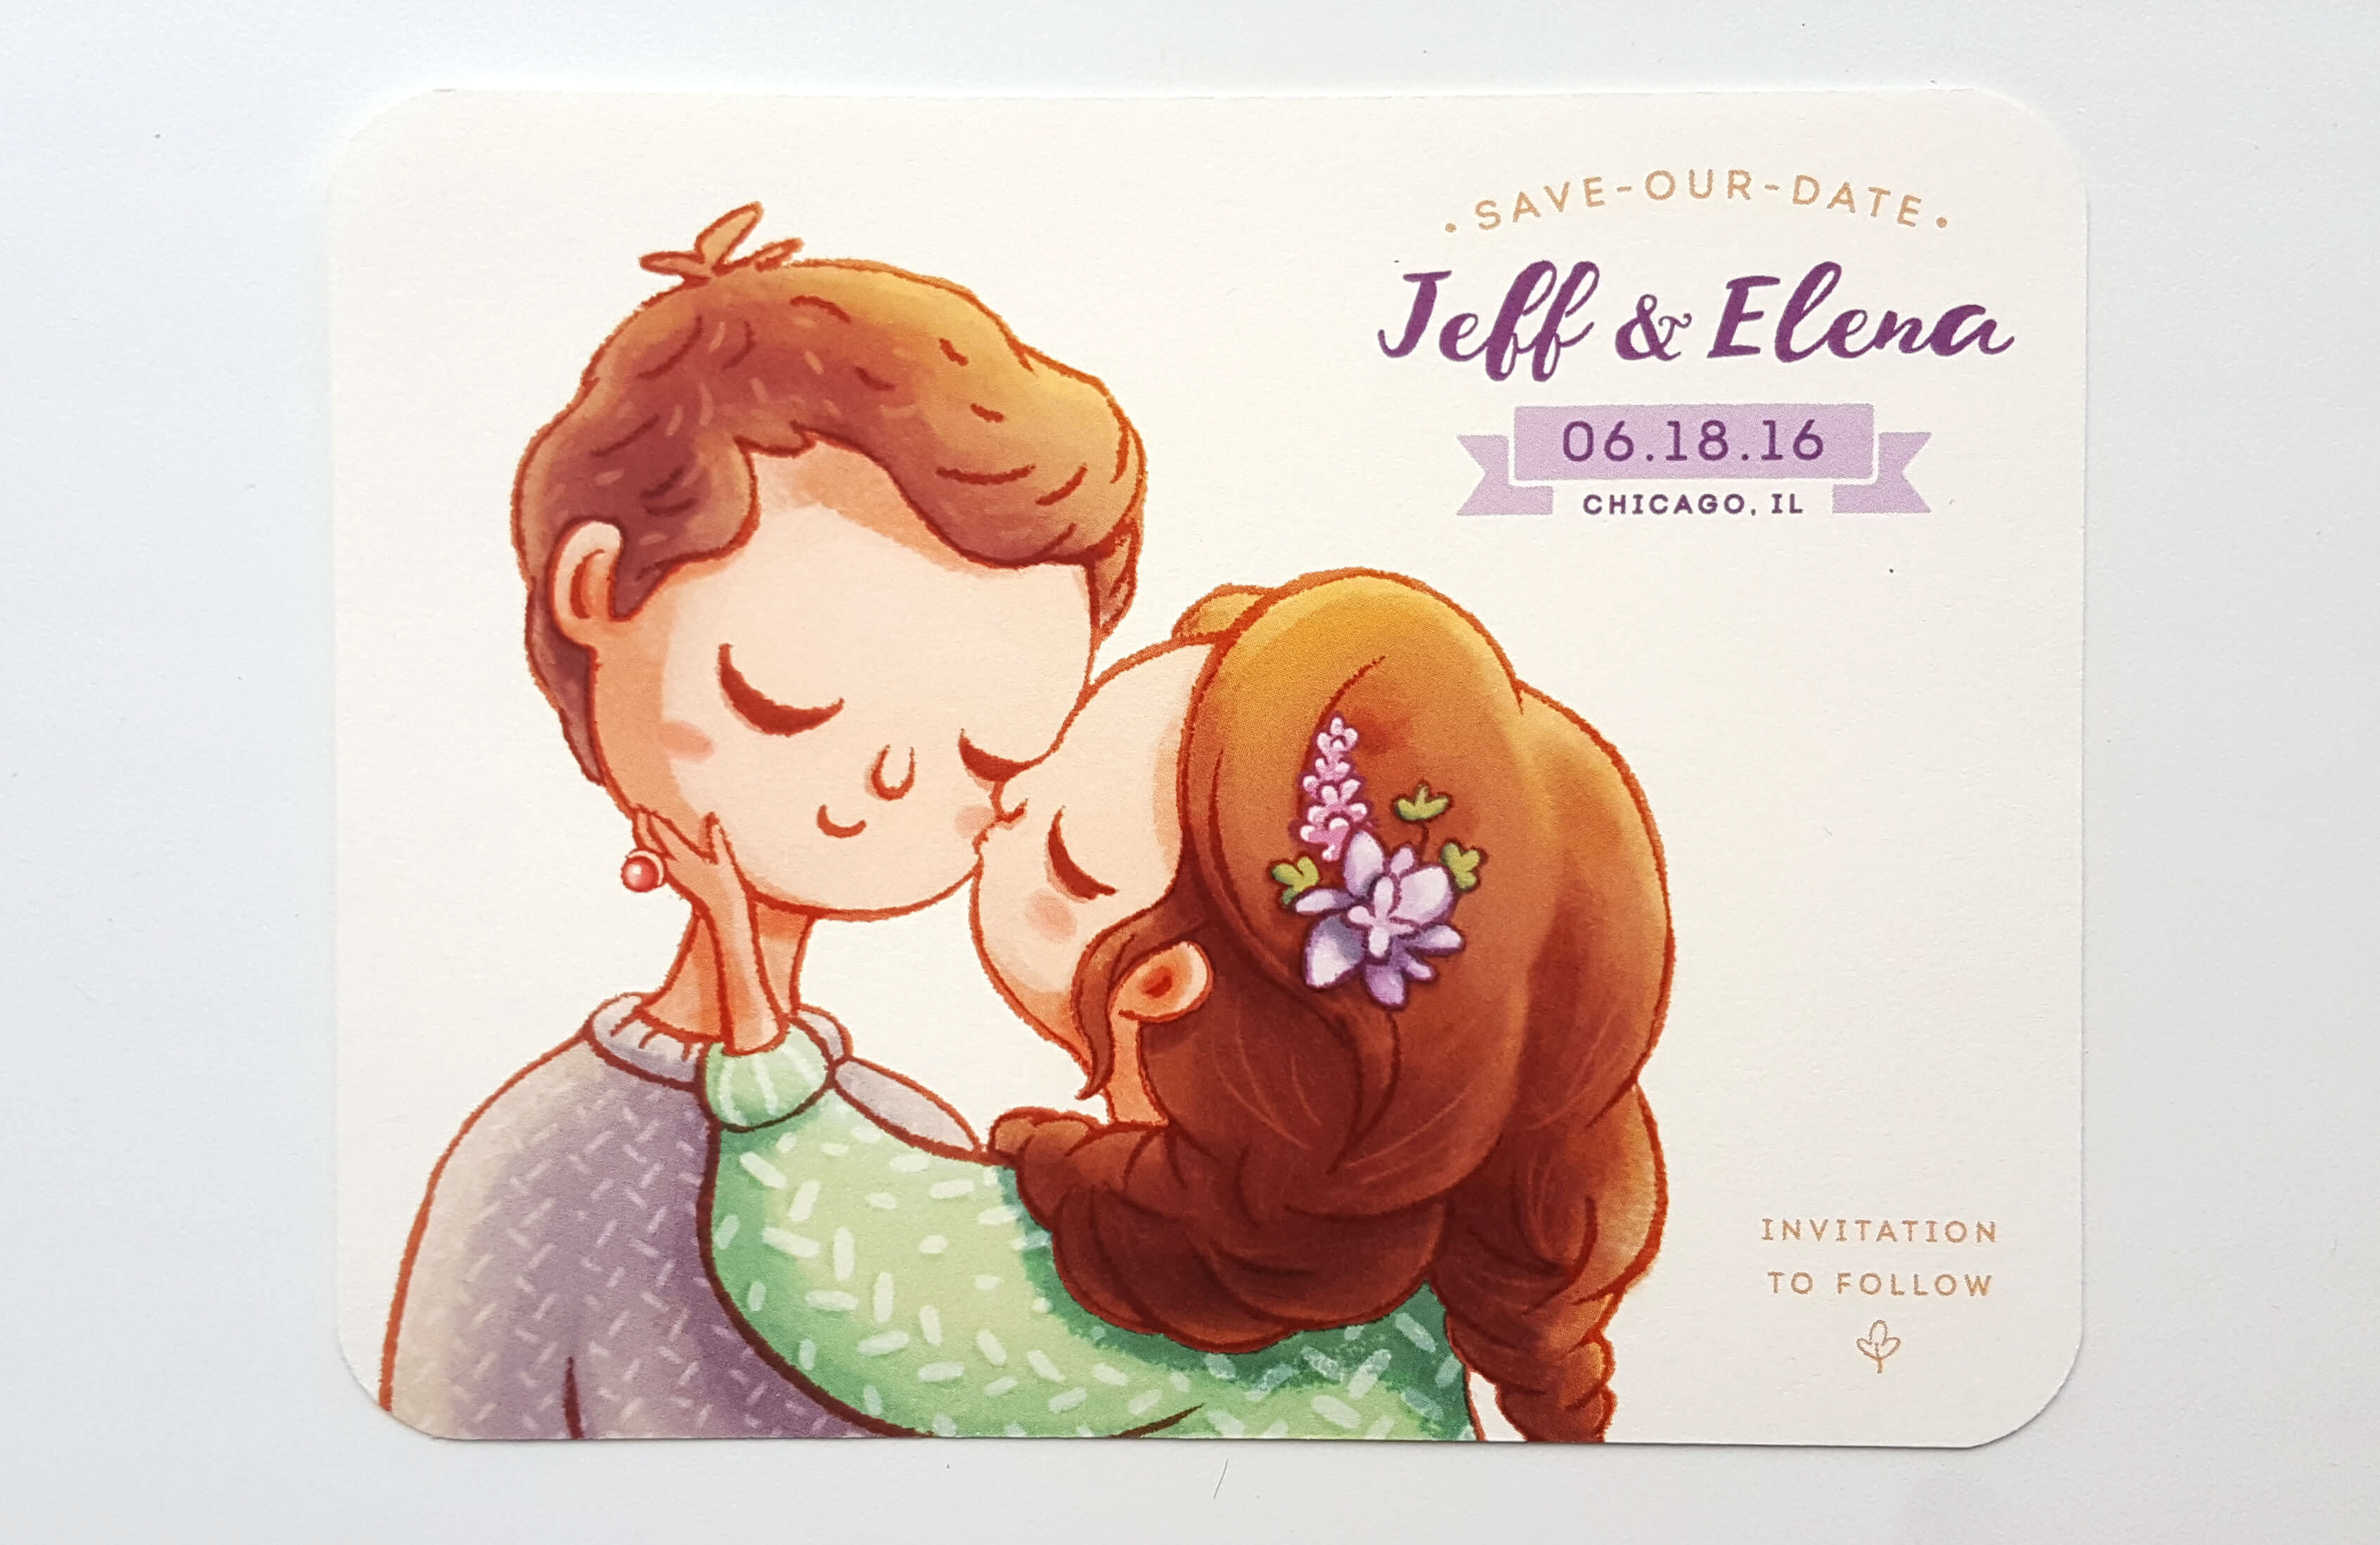 • SAVE-OUR-DATE •
Jeff & Elena
06.18.16
CHICAGO, IL
INVITATION
TO FOLLOW